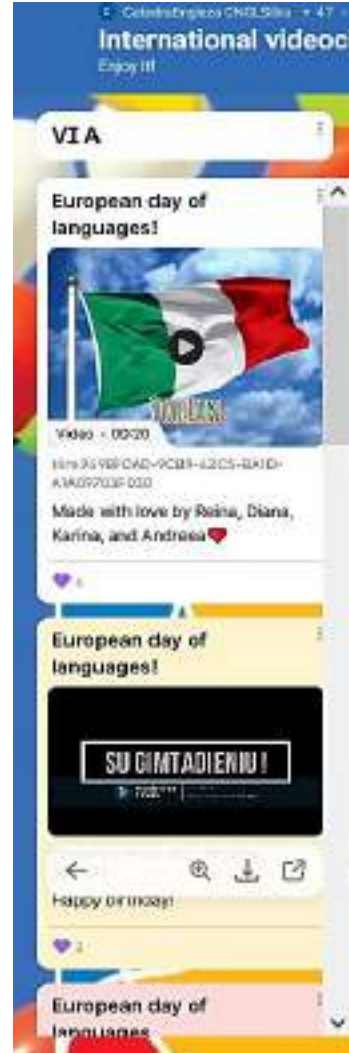 International videoc
Enjoy it!
VI A
European day of
languages!
Video - 00:20
Made with love by Reina, Diana,
Karina, and Andreea
European day of
languages!
SU GIMTADIENIU !
Happy birthday!
European day of
languages